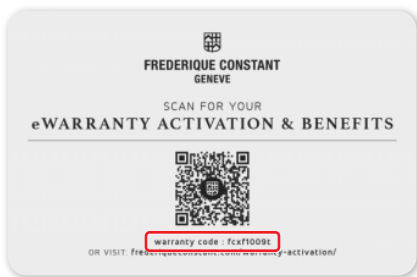 FREDERIQUE CONSTANT
GENEVE
SCAN FOR YOUR
eWARRANTY ACTIVATION & BENEFITS
warranty code : fcxf1009t
OR VISIT: frederiqueconstant.com/warranty-activation/